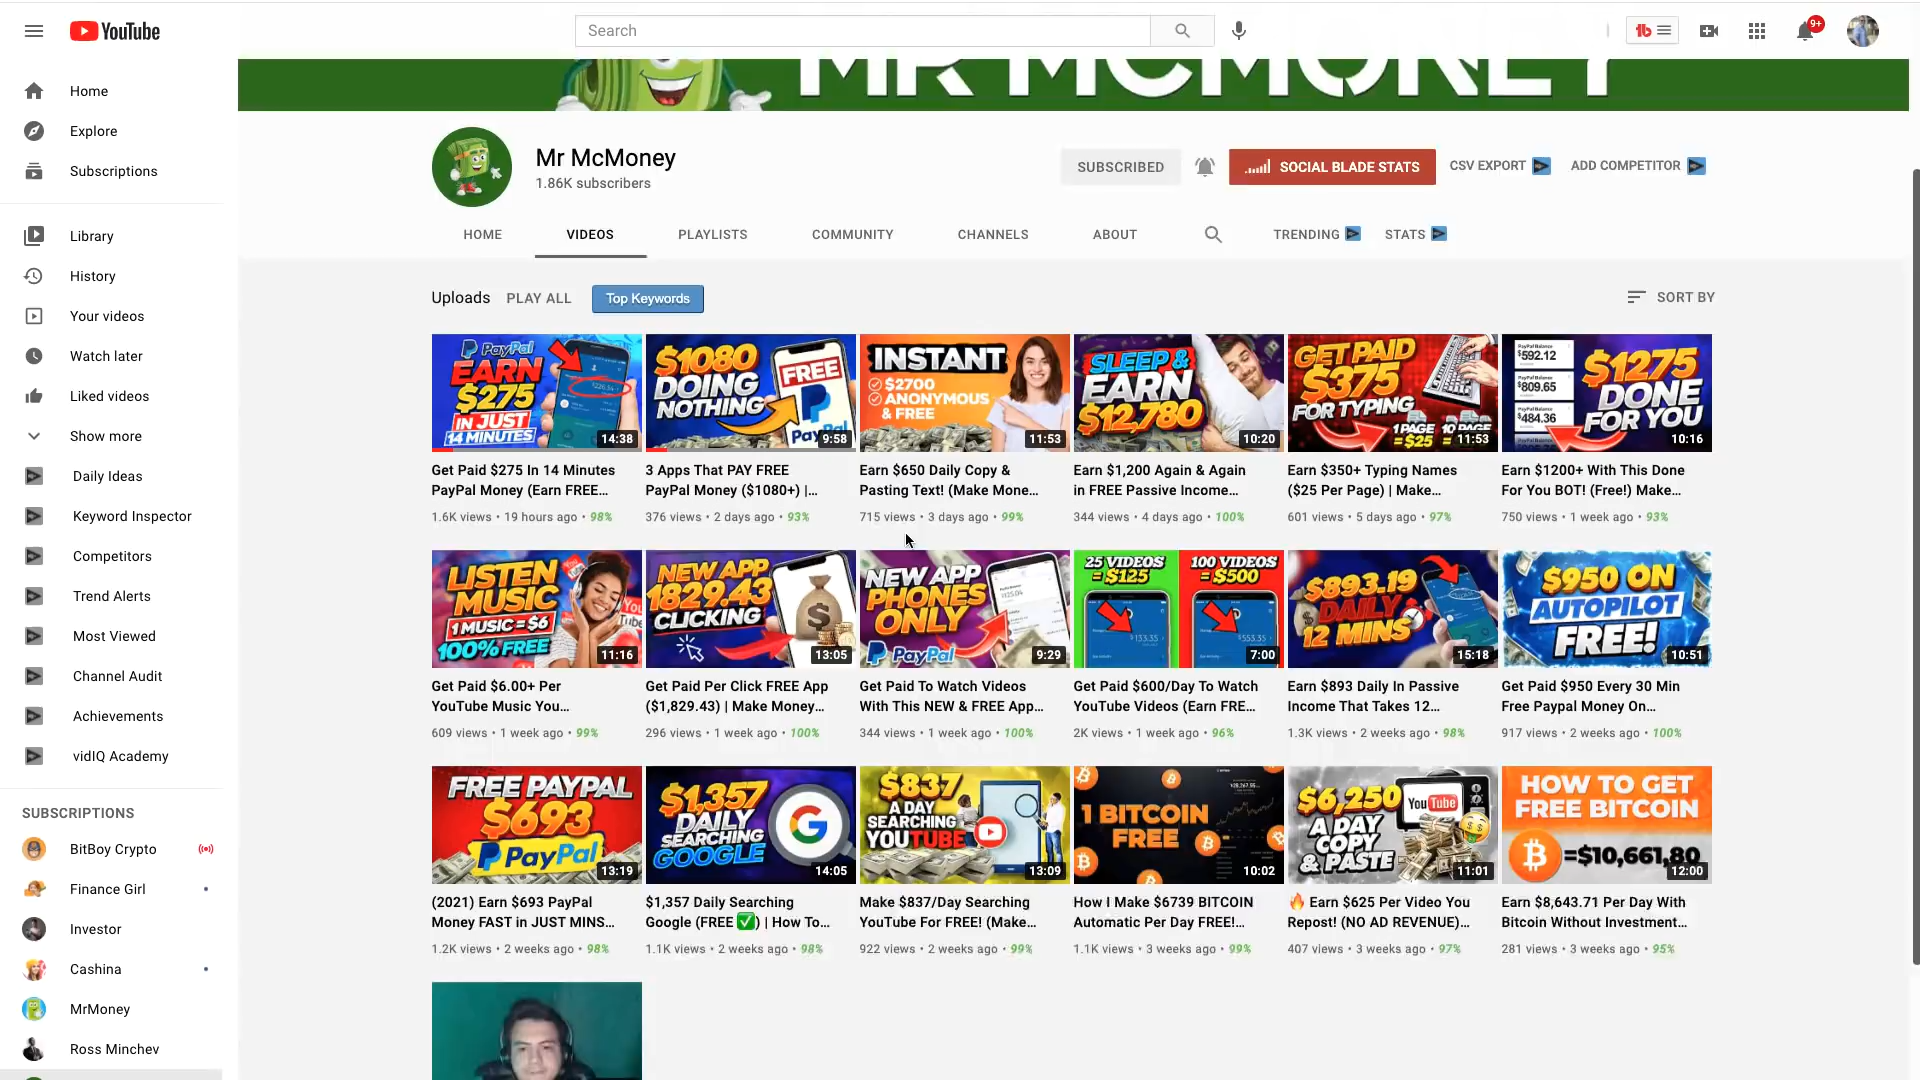 YouTube
Search
9+
Home
Explore
Subscriptions
Library
History
Your videos
Watch later
Liked videos
Show more
Daily Ideas
Keyword Inspector
Competitors
Trend Alerts
Most Viewed
Channel Audit
Achievements
vidIQ Academy
SUBSCRIPTIONS
BitBoy Crypto
Finance Girl
Investor
Cashina
MrMoney
Ross Minchev
MR MCMONEY
Mr McMoney
1.86K subscribers
SUBSCRIBED
SOCIAL BLADE STATS
CSV EXPORT
ADD COMPETITOR
HOME
VIDEOS
PLAYLISTS
COMMUNITY
CHANNELS
ABOUT
TRENDING
STATS
Uploads
PLAY ALL
Top Keywords
SORT BY
PayPal
EARN
$275
IN JUST
14 MINUTES
14:38
Get Paid $275 In 14 Minutes
PayPal Money (Earn FREE...
1.6K views • 19 hours ago • 98%
$1080
DOING
NOTHING
FREE
PayPal
9:58
3 Apps That PAY FREE
PayPal Money ($1080+) |...
376 views • 2 days ago • 93%
INSTANT
$2700
ANONYMOUS
& FREE
11:53
Earn $650 Daily Copy &
Pasting Text! (Make Mone...
715 views • 3 days ago • 99%
SLEEP &
EARN
$12,780
10:20
Earn $1,200 Again & Again
in FREE Passive Income...
344 views • 4 days ago • 100%
GET PAID
$375
FOR TYPING
1 PAGE
=$25
10 PAGE
11:53
Earn $350+ Typing Names
($25 Per Page) | Make...
601 views • 5 days ago • 97%
PayPal Balance
$592.12
$809.65
PayPal Balance
$484.36
$1275
DONE
FOR YOU
10:16
Earn $1200+ With This Done
For You BOT! (Free!) Make...
750 views • 1 week ago • 93%
LISTEN
MUSIC
1 MUSIC = $6
100% FREE
11:16
Get Paid $6.00+ Per
YouTube Music You...
609 views • 1 week ago • 99%
NEW APP
1829.43
CLICKING
13:05
Get Paid Per Click FREE App
($1,829.43) | Make Money...
296 views • 1 week ago • 100%
NEW APP
PHONES
ONLY
PayPal
9:29
Get Paid To Watch Videos
With This NEW & FREE App...
344 views • 1 week ago • 100%
25 VIDEOS
= $125
133.35
100 VIDEOS
= $500
553.35
7:00
Get Paid $600/Day To Watch
YouTube Videos (Earn FRE...
2K views • 1 week ago • 96%
$893.19
DAILY
12 MINS
15:18
Earn $893 Daily In Passive
Income That Takes 12...
1.3K views • 2 weeks ago • 98%
$950 ON
AUTOPILOT
FREE!
10:51
Get Paid $950 Every 30 Min
Free Paypal Money On...
917 views • 2 weeks ago • 100%
FREE PAYPAL
$693
PayPal
13:19
(2021) Earn $693 PayPal
Money FAST in JUST MINS...
1.2K views • 2 weeks ago • 98%
$1,357
DAILY
SEARCHING
GOOGLE
14:05
$1,357 Daily Searching
Google (FREE ✅) | How To...
1.1K views • 2 weeks ago • 98%
$837
A DAY
SEARCHING
YOUTUBE
13:09
Make $837/Day Searching
YouTube For FREE! (Make...
922 views • 2 weeks ago • 99%
1 BITCOIN
FREE
10:02
How I Make $6739 BITCOIN
Automatic Per Day FREE!...
1.1K views • 3 weeks ago • 99%
$6,250
A DAY
COPY
& PASTE
YouTube
11:01
🔥 Earn $625 Per Video You
Repost! (NO AD REVENUE)...
407 views • 3 weeks ago • 97%
HOW TO GET
FREE BITCOIN
=$10,661,80
12:00
Earn $8,643.71 Per Day With
Bitcoin Without Investment...
281 views • 3 weeks ago • 95%